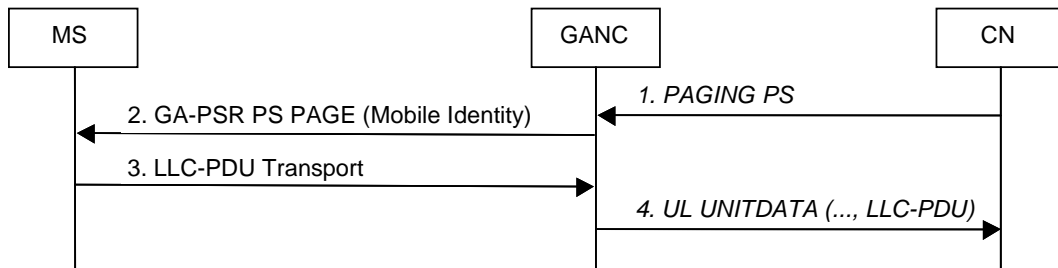 MS
GANC
CN
1. PAGING PS
2. GA-PSR PS PAGE (Mobile Identity)
3. LLC-PDU Transport
4. UL UNITDATA (..., LLC-PDU)